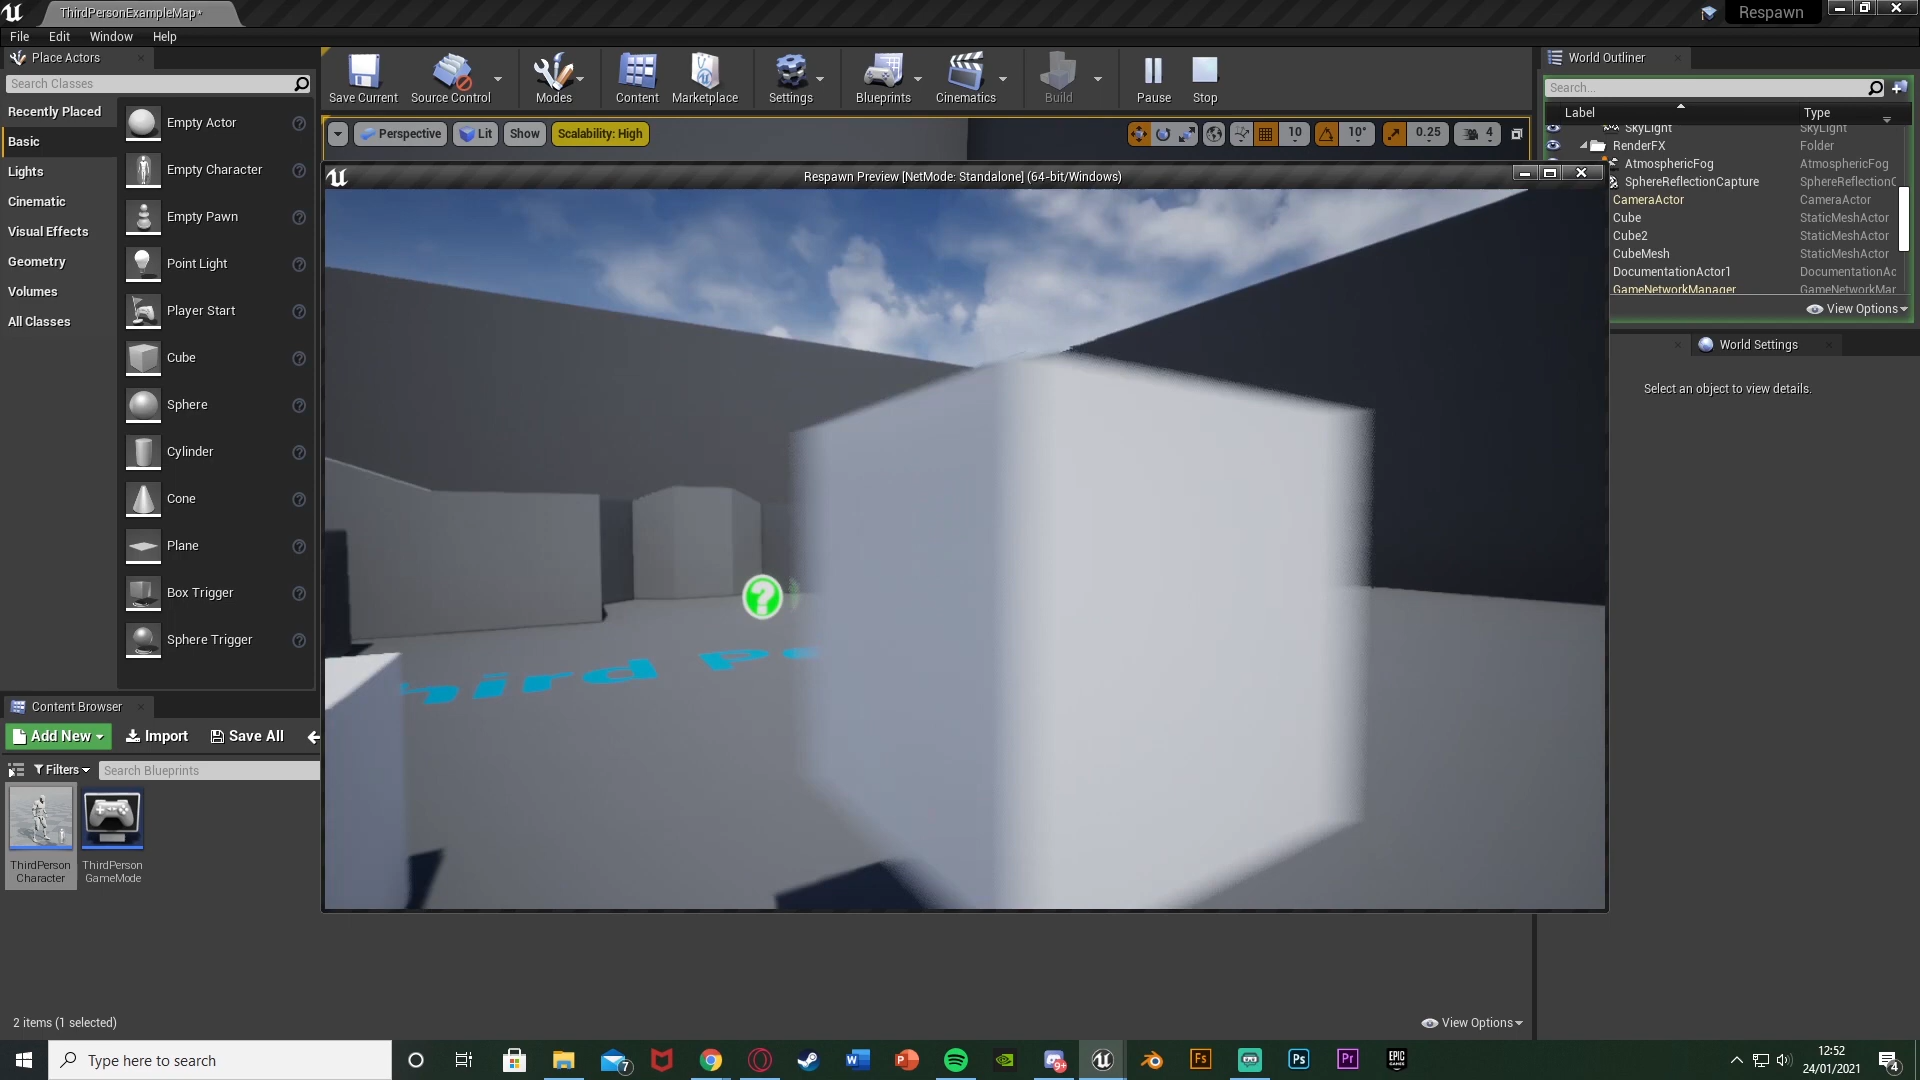 ThirdPersonExampleMap*
Respawn
File Edit Window Help
Place Actors
Search Classes
Recently Placed
Basic
Lights
Cinematic
Visual Effects
Geometry
Volumes
All Classes
Empty Actor
Empty Character
Empty Pawn
Point Light
Player Start
Cube
Sphere
Cylinder
Cone
Plane
Box Trigger
Sphere Trigger
Save Current Source Control Modes Content Marketplace Settings Blueprints Cinematics Build Pause Stop
Perspective Lit Show Scalability: High 10 10° 0.25 4
Respawn Preview [NetMode: Standalone] (64-bit/Windows)
World Outliner
Search...
Label Type
SkyLight SkyLight
RenderFX Folder
AtmosphericFog AtmosphericFog
SphereReflectionCapture SphereReflectionC
CameraActor CameraActor
Cube StaticMeshActor
Cube2 StaticMeshActor
CubeMesh StaticMeshActor
DocumentationActor1 DocumentationAc
GameNetworkManager GameNetworkMar
View Options
World Settings
Select an object to view details.
Content Browser
Add New Import Save All
Filters Search Blueprints
ThirdPerson
Character
ThirdPerson
GameMode
2 items (1 selected)
View Options
Type here to search
7
9+
12:52
24/01/2021
4